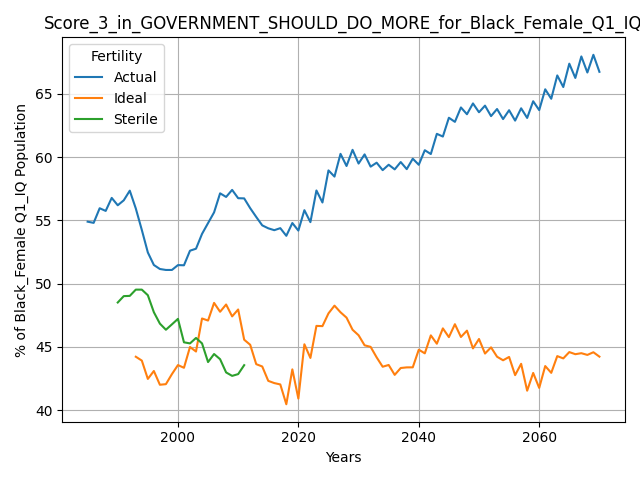 Score_3_in_GOVERNMENT_SHOULD_DO_MORE_for_Black_Female_Q1_IQ
Fertility
Actual
Ideal
Sterile
% of Black_Female Q1_IQ Population
65
60
55
50
45
40
2000
2020
2040
2060
Years